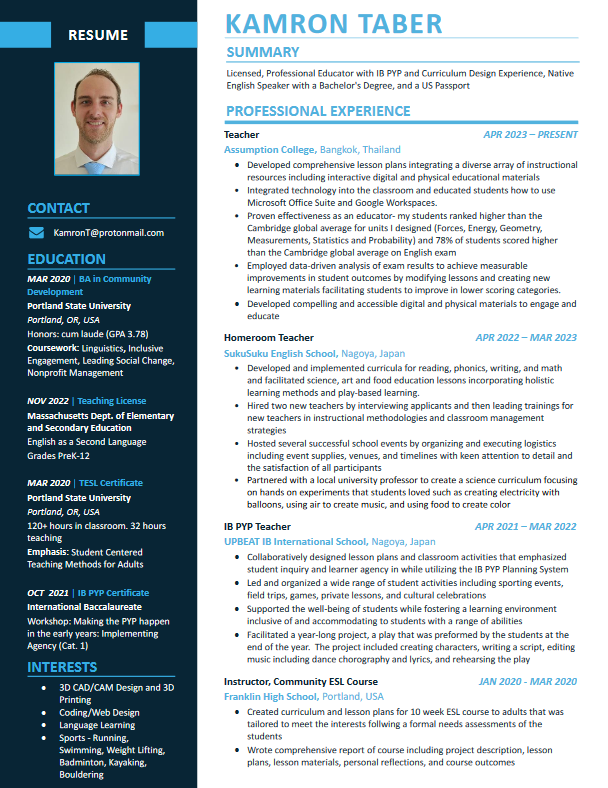 RESUME
CONTACT
KamronT@protonmail.com
EDUCATION
MAR 2020 | BA in Community
Development
Portland State University
Portland, OR, USA
Honors: cum laude (GPA 3.78)
Coursework: Linguistics, Inclusive
Engagement, Leading Social Change,
Nonprofit Management
NOV 2022 | Teaching License
Massachusetts Dept. of Elementary
and Secondary Education
English as a Second Language
Grades PreK-12
MAR 2020 | TESL Certificate
Portland State University
Portland, OR, USA
120+ hours in classroom. 32 hours
teaching
Emphasis: Student Centered
Teaching Methods for Adults
OCT 2021 | IB PYP Certificate
International Baccalaureate
Workshop: Making the PYP happen
in the early years: Implementing
Agency (Cat. 1)
INTERESTS
• 3D CAD/CAM Design and 3D
Printing
• Coding/Web Design
• Language Learning
• Sports - Running,
Swimming, Weight Lifting,
Badminton, Kayaking,
Bouldering
KAMRON TABER
SUMMARY
Licensed, Professional Educator with IB PYP and Curriculum Design Experience, Native
English Speaker with a Bachelor's Degree, and a US Passport
PROFESSIONAL EXPERIENCE
Teacher APR 2023 – PRESENT
Assumption College, Bangkok, Thailand
• Developed comprehensive lesson plans integrating a diverse array of instructional
resources including interactive digital and physical educational materials
• Integrated technology into the classroom and educated students how to use
Microsoft Office Suite and Google Workspaces.
• Proven effectiveness as an educator- my students ranked higher than the
Cambridge global average for units I designed (Forces, Energy, Geometry,
Measurements, Statistics and Probability) and 78% of students scored higher
than the Cambridge global average on English exam
• Employed data-driven analysis of exam results to achieve measurable
improvements in student outcomes by modifying lessons and creating new
learning materials facilitating students to improve in lower scoring categories.
• Developed compelling and accessible digital and physical materials to engage and
educate
Homeroom Teacher APR 2022 – MAR 2023
SukuSuku English School, Nagoya, Japan
• Developed and implemented curricula for reading, phonics, writing, and math
and facilitated science, art and food education lessons incorporating holistic
learning methods and play-based learning.
• Hired two new teachers by interviewing applicants and then leading trainings for
new teachers in instructional methodologies and classroom management
strategies
• Hosted several successful school events by organizing and executing logistics
including event supplies, venues, and timelines with keen attention to detail and
the satisfaction of all participants
• Partnered with a local university professor to create a science curriculum focusing
on hands on experiments that students loved such as creating electricity with
balloons, using air to create music, and using food to create color
IB PYP Teacher APR 2021 – MAR 2022
UPBEAT IB International School, Nagoya, Japan
• Collaboratively designed lesson plans and classroom activities that emphasized
student inquiry and learner agency in while utilizing the IB PYP Planning System
• Led and organized a wide range of student activities including sporting events,
field trips, games, private lessons, and cultural celebrations
• Supported the well-being of students while fostering a learning environment
inclusive of and accommodating to students with a range of abilities
• Facilitated a year-long project, a play that was preformed by the students at the
end of the year. The project included creating characters, writing a script, editing
music including dance chorography and lyrics, and rehearsing the play
Instructor, Community ESL Course JAN 2020 - MAR 2020
Franklin High School, Portland, USA
• Created curriculum and lesson plans for 10 week ESL course to adults that was
tailored to meet the interests follwing a formal needs assessments of the
students
• Wrote comprehensive report of course including project description, lesson
plans, lesson materials, personal reflections, and course outcomes